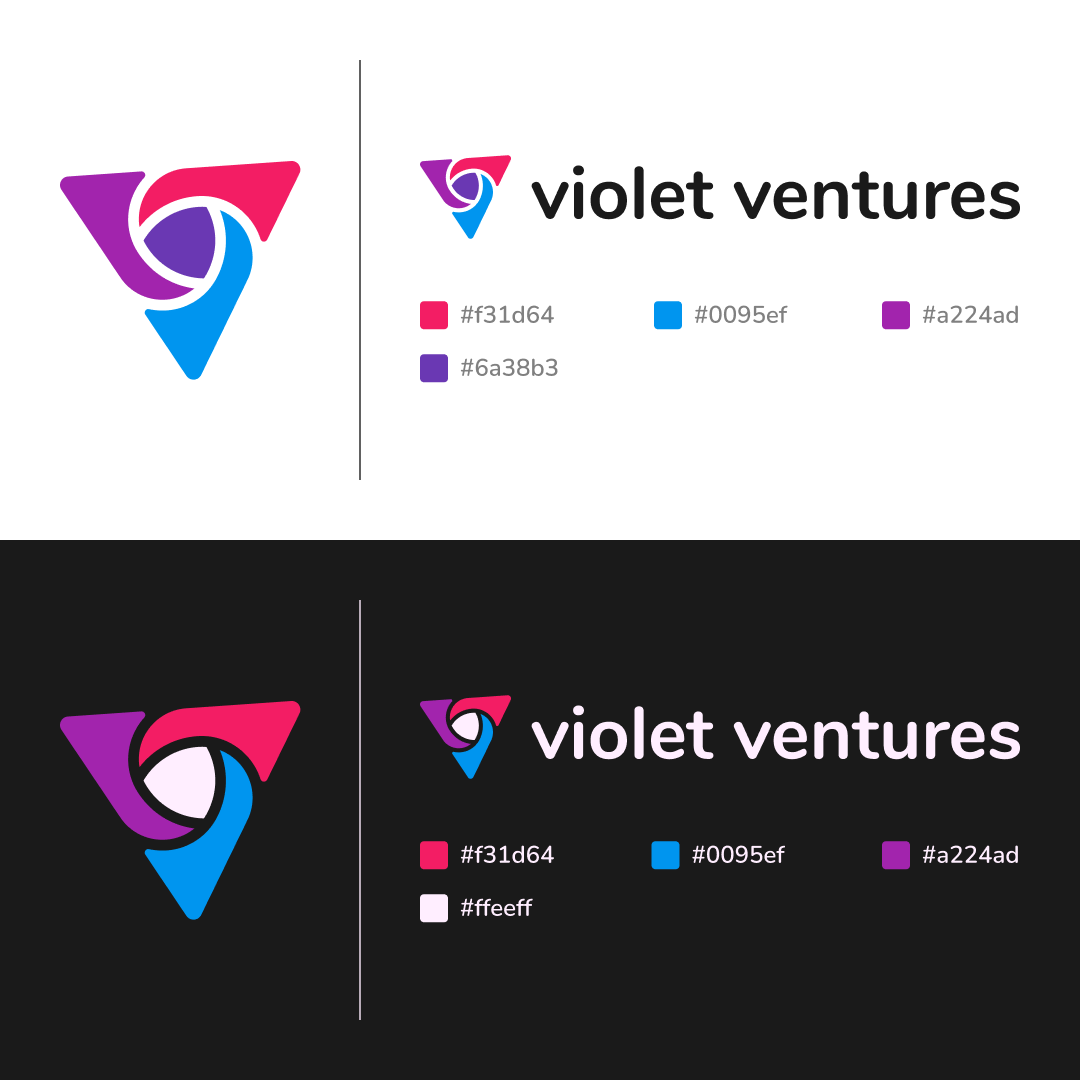 violet ventures
#f31d64 #0095ef #a224ad
#6a38b3
violet ventures
#f31d64 #0095ef #a224ad
#ffeeff